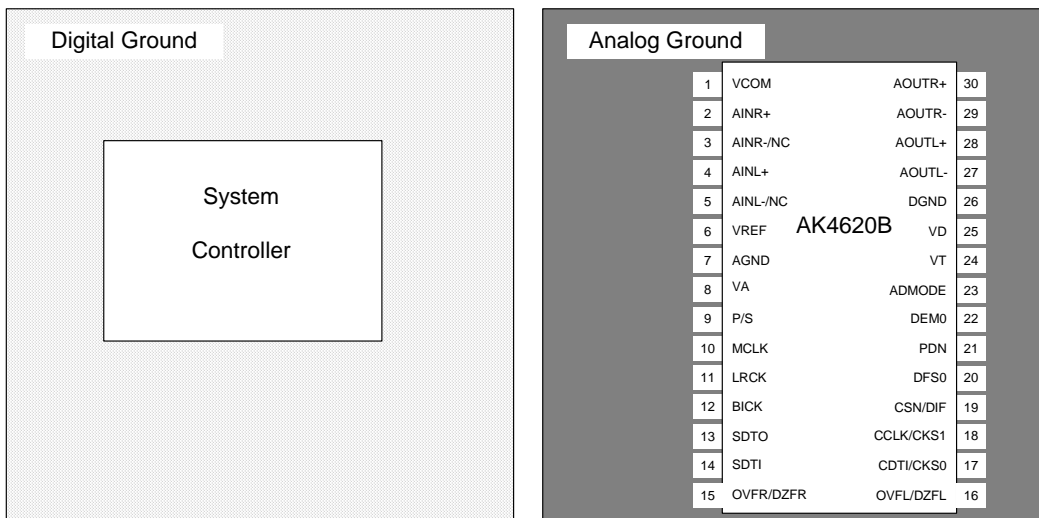 Digital Ground
System
Controller
Analog Ground
1 VCOM AOUTR+ 30
2 AINR+ AOUTR- 29
3 AINR-/NC AOUTL+ 28
4 AINL+ AOUTL- 27
5 AINL-/NC DGND 26
6 VREF AK4620B VD 25
7 AGND VT 24
8 VA ADMODE 23
9 P/S DEM0 22
10 MCLK PDN 21
11 LRCK DFS0 20
12 BICK CSN/DIF 19
13 SDTO CCLK/CKS1 18
14 SDTI CDTI/CKS0 17
15 OVFR/DZFR OVFL/DZFL 16